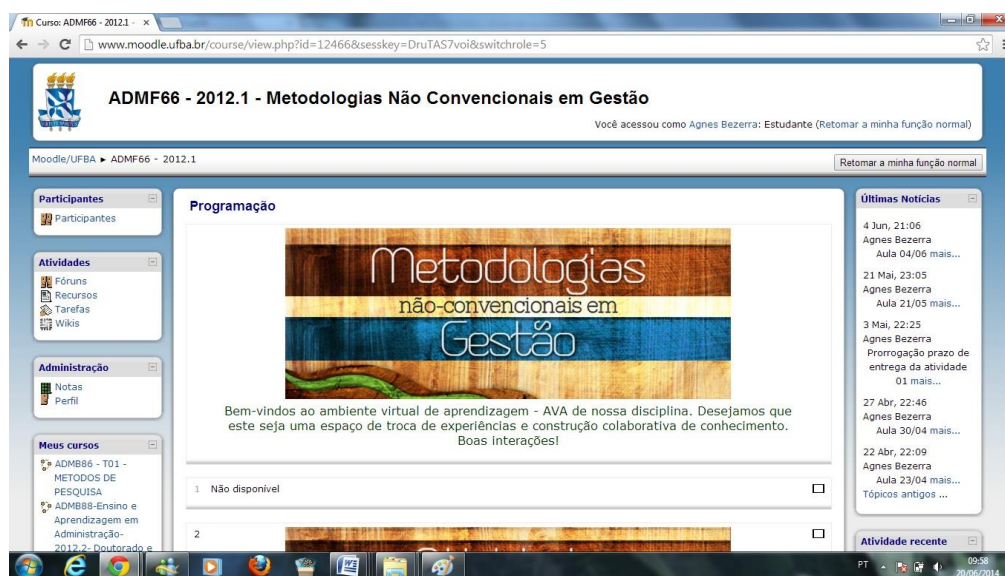 Curso: ADMF66 - 2012.1 -
www.moodle.ufba.br/course/view.php?id=12466&sesskey=DruTAS7voi&switchrole=5
ADMF66 - 2012.1 - Metodologias Não Convencionais em Gestão
Você acessou como Agnes Bezerra: Estudante (Retomar a minha função normal)
Moodle/UFBA ► ADMF66 - 2012.1
Retomar a minha função normal
Participantes
Participantes
Atividades
Fóruns
Recursos
Tarefas
Wikis
Administração
Notas
Perfil
Meus cursos
ADMB86 - T01 -
METODOS DE
PESQUISA
ADMB88-Ensino e
Aprendizagem em
Administração-
2012.2- Doutorado e
Programação
Metodologias
não-convencionais em
Gestão
Bem-vindos ao ambiente virtual de aprendizagem - AVA de nossa disciplina. Desejamos que
este seja uma espaço de troca de experiências e construção colaborativa de conhecimento.
Boas interações!
1 Não disponível
2
Últimas Notícias
4 Jun, 21:06
Agnes Bezerra
Aula 04/06 mais...
21 Mai, 23:05
Agnes Bezerra
Aula 21/05 mais...
3 Mai, 22:25
Agnes Bezerra
Prorrogação prazo de
entrega da atividade
01 mais...
27 Abr, 22:46
Agnes Bezerra
Aula 30/04 mais...
22 Abr, 22:09
Agnes Bezerra
Aula 23/04 mais...
Tópicos antigos ...
Atividade recente
PT
09:58
20/06/2014